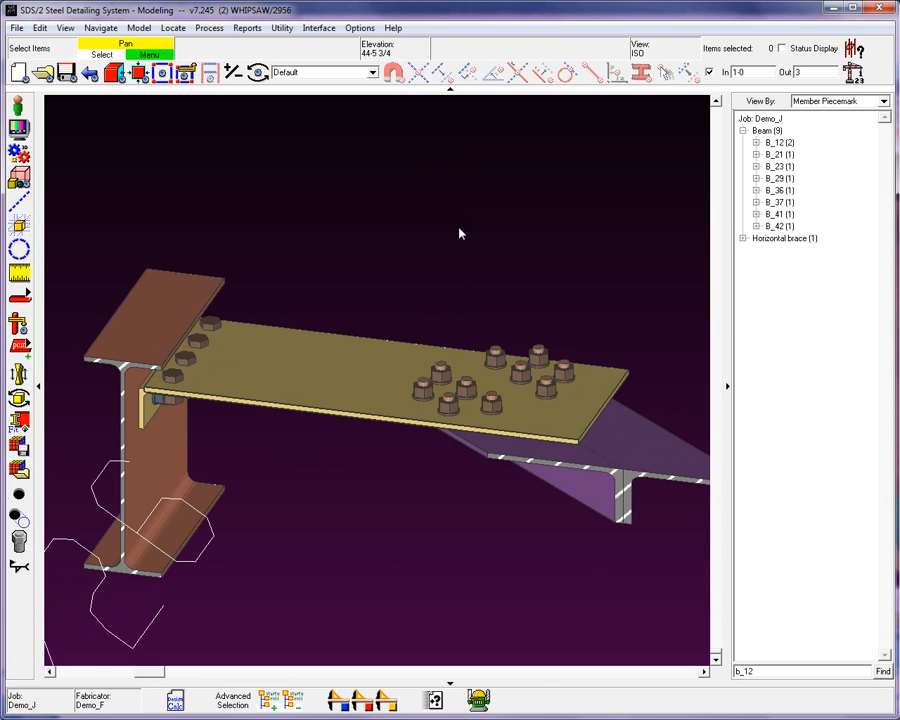 SDS/2 Steel Detailing System - Modeling -- v7.245 (2) WHIPSAW/2956
File Edit View Navigate Model Locate Process Reports Utility Interface Options Help
Select Items
Pan
Select
Menu
Elevation:
44-5 3/4
View:
ISO
Items selected: 0
Status Display
Default
In 1-0
Out 3
123
View By: Member Piecemark
Job: Demo_J
Beam (9)
B_12 (2)
B_21 (1)
B_23 (1)
B_29 (1)
B_36 (1)
B_37 (1)
B_41 (1)
B_42 (1)
Horizontal brace (1)
b_12
Find
Job:
Demo_J
Fabricator:
Demo_F
Design
Calc
Advanced
Selection